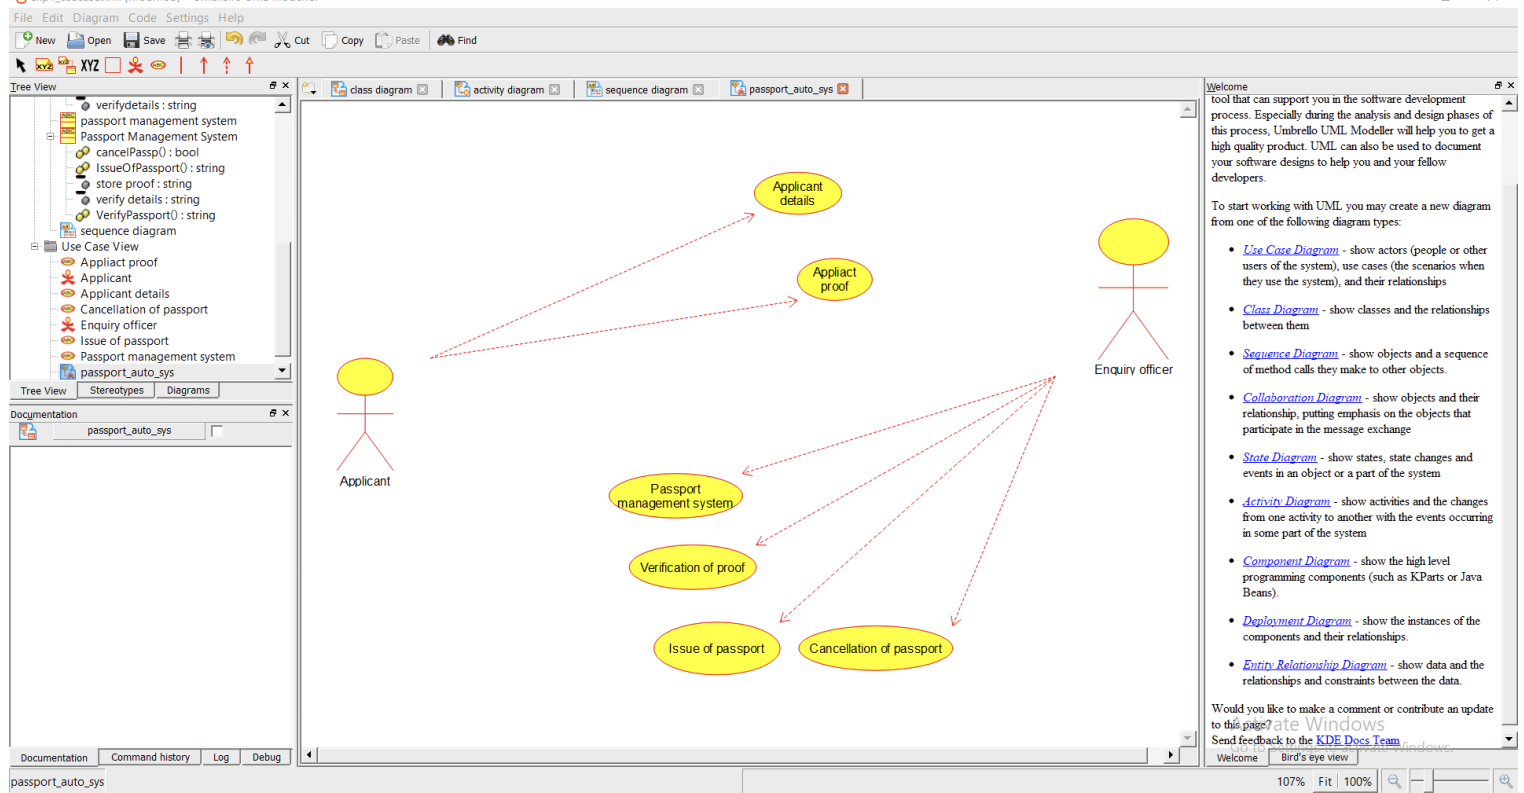 File Edit Diagram Code Settings Help
New Open Save Cut Copy Paste Find
XYZ XYZ
Tree View
class diagram activity diagram sequence diagram passport_auto_sys
Welcome
verifydetails : string
passport management system
Passport Management System
cancelPassp() : bool
IssueOfPassport() : string
store proof : string
verify details : string
VerifyPassport() : string
sequence diagram
Use Case View
Appliact proof
Applicant
Applicant details
Cancellation of passport
Enquiry officer
Issue of passport
Passport management system
passport_auto_sys
Tree View Stereotypes Diagrams
Documentation
passport_auto_sys
Documentation Command history Log Debug
Applicant
details
Appliact
proof
Enquiry officer
Applicant
Passport
management system
Verification of proof
Issue of passport
Cancellation of passport
tool that can support you in the software development
process. Especially during the analysis and design phases of
this process, Umbrello UML Modeller will help you to get a
high quality product. UML can also be used to document
your software designs to help you and your fellow
developers.
To start working with UML you may create a new diagram
from one of the following diagram types:
• Use Case Diagram - show actors (people or other
users of the system), use cases (the scenarios when
they use the system), and their relationships
• Class Diagram - show classes and the relationships
between them
• Sequence Diagram - show objects and a sequence
of method calls they make to other objects.
• Collaboration Diagram - show objects and their
relationship, putting emphasis on the objects that
participate in the message exchange
• State Diagram - show states, state changes and
events in an object or a part of the system
• Activity Diagram - show activities and the changes
from one activity to another with the events occurring
in some part of the system
• Component Diagram - show the high level
programming components (such as KParts or Java
Beans).
• Deployment Diagram - show the instances of the
components and their relationships.
• Entity Relationship Diagram - show data and the
relationships and constraints between the data.
Would you like to make a comment or contribute an update
to this page?
Activate Windows
Send feedback to the KDE Docs Team
Go to Settings to activate Windows.
Welcome Bird's eye view
passport_auto_sys
107% Fit 100%